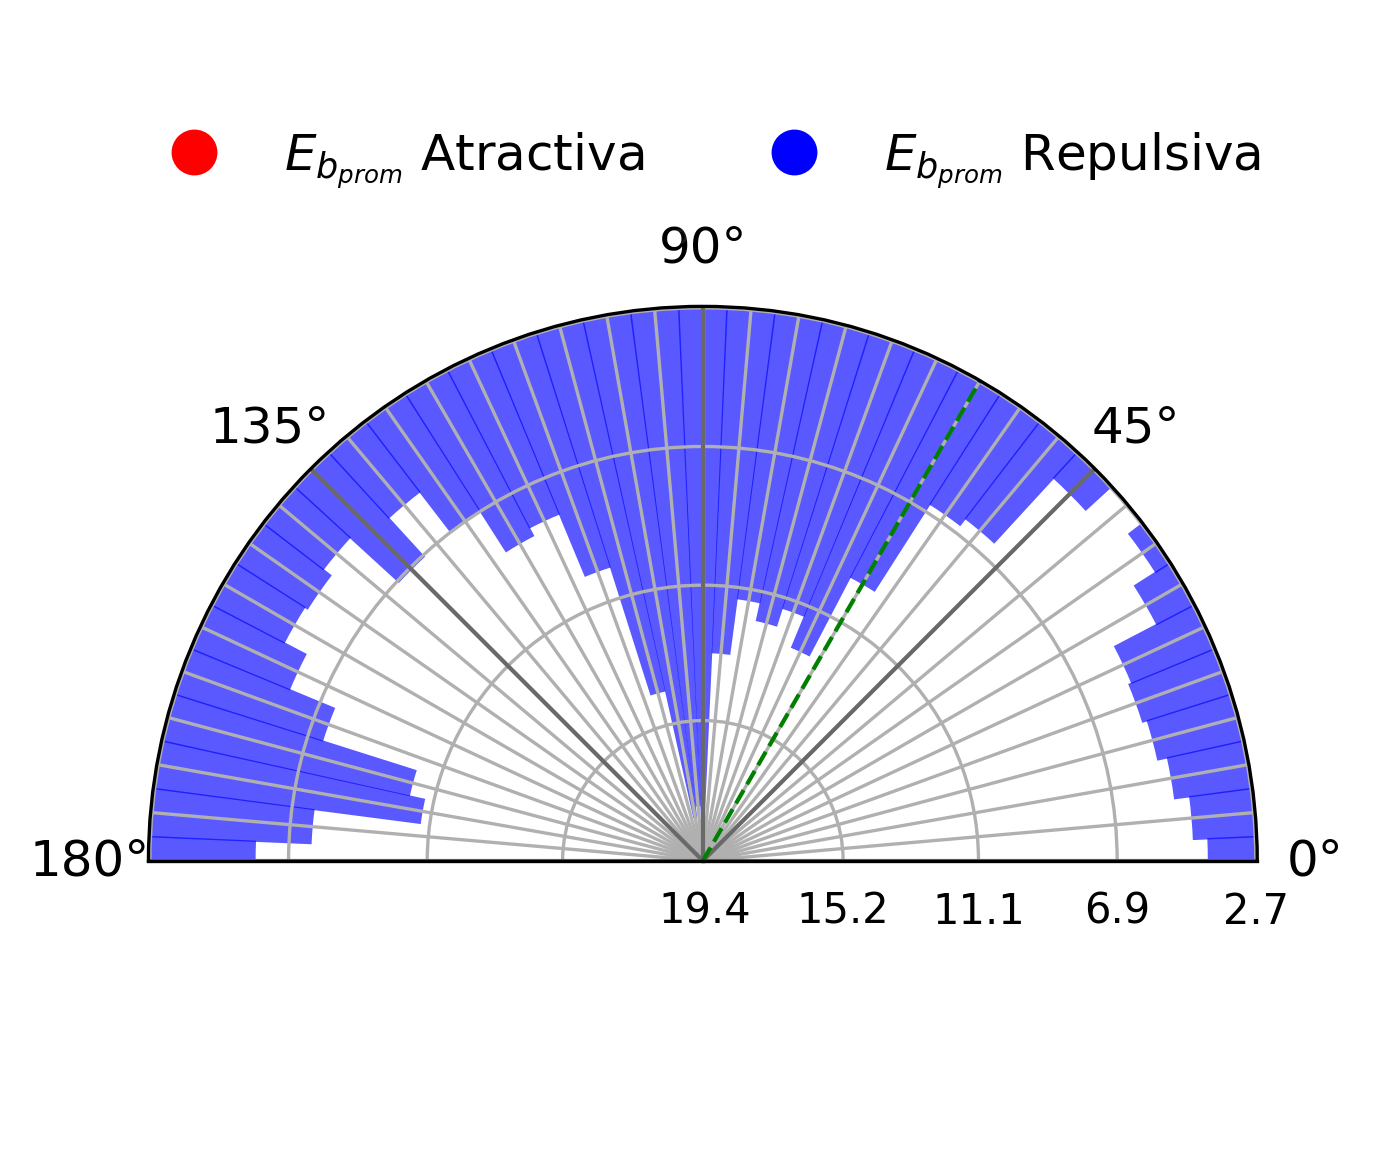 E_{b_{prom}} Atractiva E_{b_{prom}} Repulsiva
90°
135° 45°
180° 0°
19.4 15.2 11.1 6.9 2.7